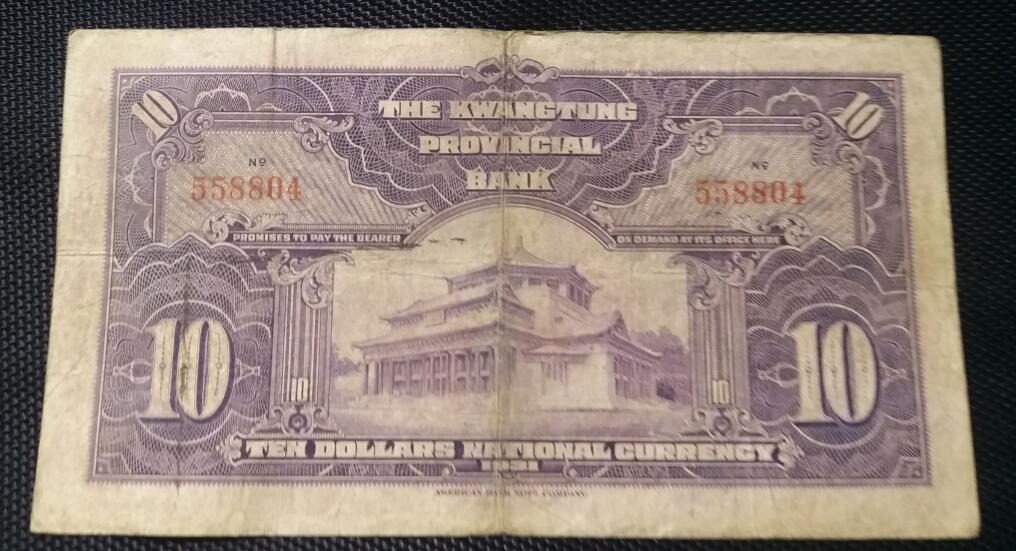 10
10
THE KWANGTUNG
PROVINCIAL
BANK
Nº
Nº
558804
558804
PROMISES TO PAY THE BEARER
ON DEMAND AT ITS OFFICE HERE
10
10
10
10
TEN DOLLARS NATIONAL CURRENCY
1931
AMERICAN BANK NOTE COMPANY.